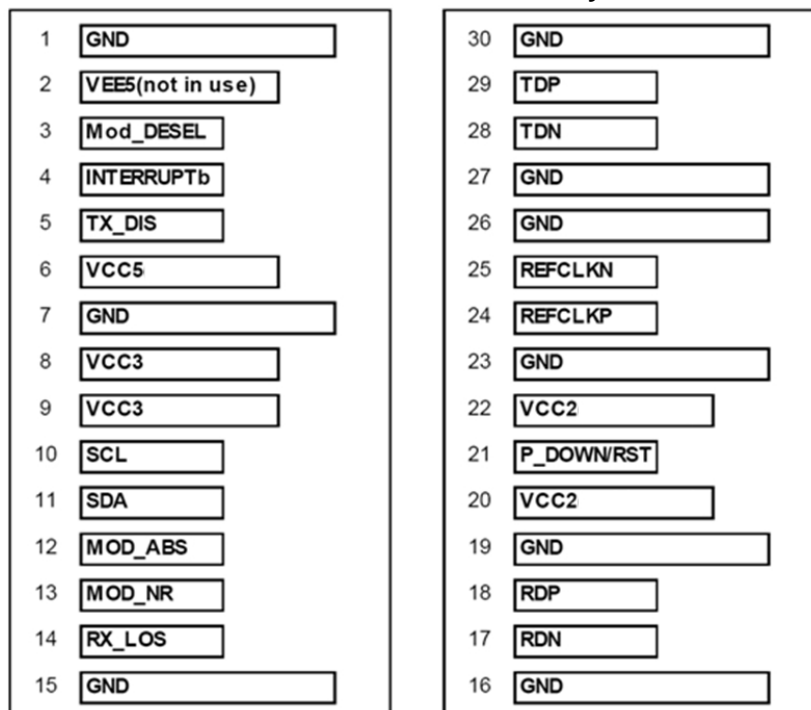 1 GND
2 VEE5(not in use)
3 Mod_DESEL
4 INTERRUPTb
5 TX_DIS
6 VCC5
7 GND
8 VCC3
9 VCC3
10 SCL
11 SDA
12 MOD_ABS
13 MOD_NR
14 RX_LOS
15 GND
30 GND
29 TDP
28 TDN
27 GND
26 GND
25 REFCLKN
24 REFCLKP
23 GND
22 VCC2
21 P_DOWN/RST
20 VCC2
19 GND
18 RDP
17 RDN
16 GND